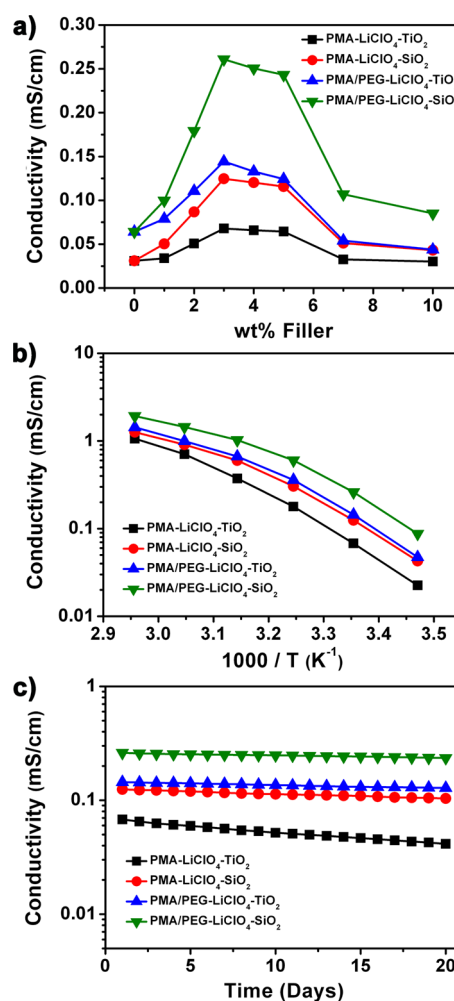 a)
PMA-LiClO₄-TiO₂
PMA-LiClO₄-SiO₂
PMA/PEG-LiClO₄-TiO
PMA/PEG-LiClO₄-SiO
Conductivity (mS/cm)
0.30
0.25
0.20
0.15
0.10
0.05
0.00
0 2 4 6 8 10
wt% Filler
b)
Conductivity (mS/cm)
10
1
0.1
0.01
PMA-LiClO₄-TiO₂
PMA-LiClO₄-SiO₂
PMA/PEG-LiClO₄-TiO₂
PMA/PEG-LiClO₄-SiO₂
2.9 3.0 3.1 3.2 3.3 3.4 3.5
1000 / T (K⁻¹)
c)
Conductivity (mS/cm)
1
0.1
0.01
PMA-LiClO₄-TiO₂
PMA-LiClO₄-SiO₂
PMA/PEG-LiClO₄-TiO₂
PMA/PEG-LiClO₄-SiO₂
0 5 10 15 20
Time (Days)